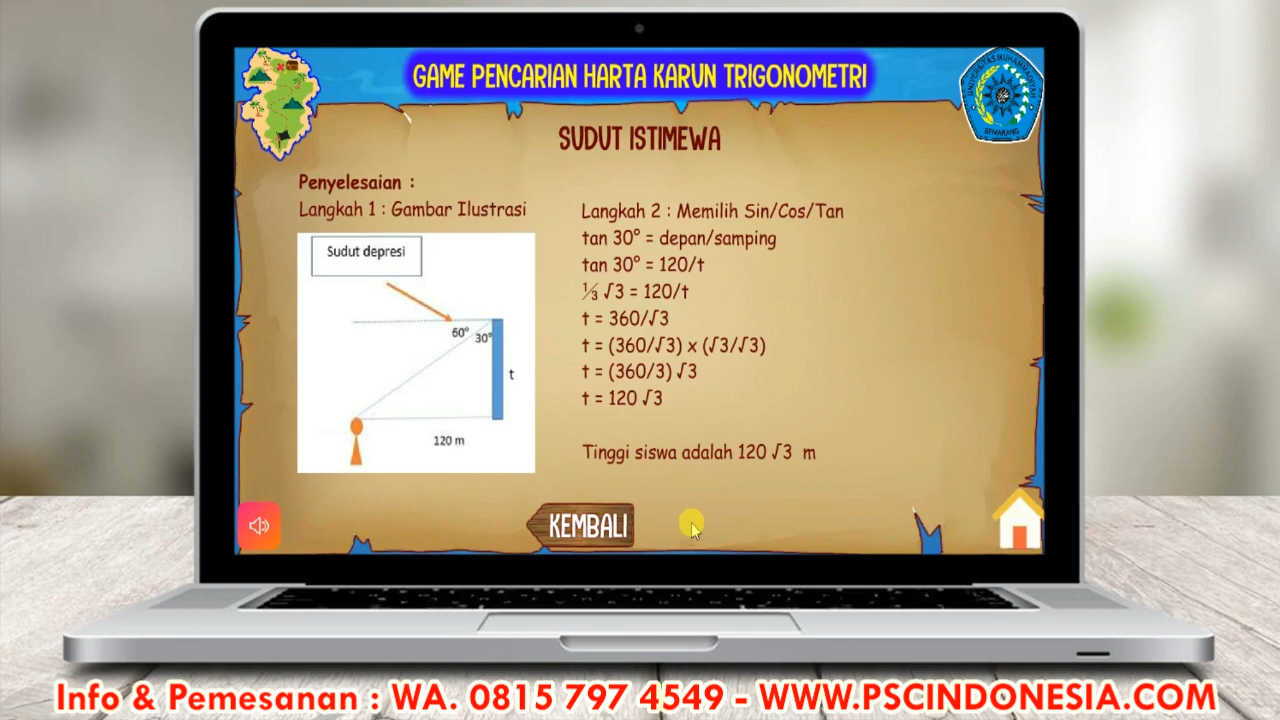 GAME PENCARIAN HARTA KARUN TRIGONOMETRI
UNIVERSITAS MUHAMMADIYAH
SEMARANG
SUDUT ISTIMEWA
Penyelesaian :
Langkah 1 : Gambar Ilustrasi
Sudut depresi
60°
30°
t
120 m
Langkah 2 : Memilih Sin/Cos/Tan
tan 30° = depan/samping
tan 30° = 120/t
⅓ √3 = 120/t
t = 360/√3
t = (360/√3) x (√3/√3)
t = (360/3) √3
t = 120 √3
Tinggi siswa adalah 120 √3 m
KEMBALI
Info & Pemesanan : WA. 0815 797 4549 - WWW.PSCINDONESIA.COM